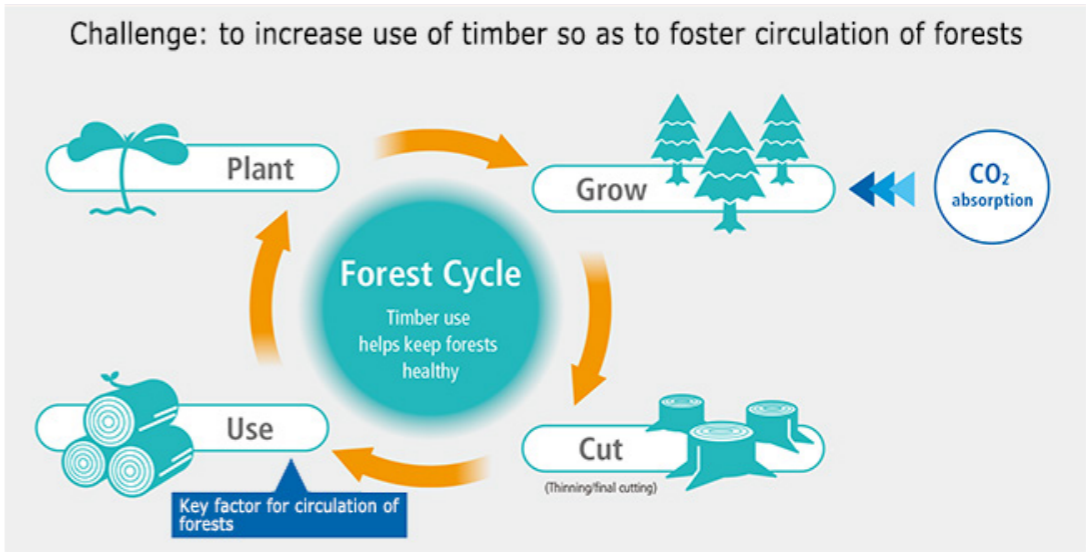 Challenge: to increase use of timber so as to foster circulation of forests
Plant
Grow
CO₂
absorption
Forest Cycle
Timber use
helps keep forests
healthy
Use
Cut
(Thinning/final cutting)
Key factor for circulation of
forests